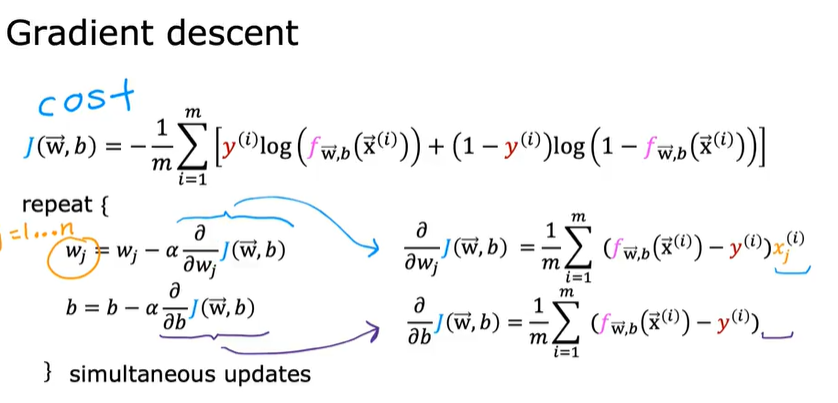 Gradient descent
cost
J(w⃗,b) = −1/m ∑_{i=1}^{m} [y^(i)log(f_{w⃗,b}(x⃗^(i))) + (1 − y^(i))log(1 − f_{w⃗,b}(x⃗^(i)))]
repeat {
=1...n
w_j = w_j − α ∂/∂w_j J(w⃗,b)
∂/∂w_j J(w⃗,b) = 1/m ∑_{i=1}^{m} (f_{w⃗,b}(x⃗^(i)) − y^(i))x_j^(i)
b = b − α ∂/∂b J(w⃗,b)
∂/∂b J(w⃗,b) = 1/m ∑_{i=1}^{m} (f_{w⃗,b}(x⃗^(i)) − y^(i))
} simultaneous updates